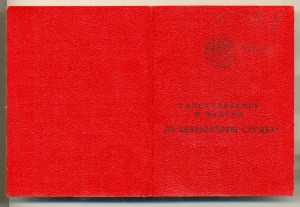 УДОСТОВЕРЕНИЕ
К МЕДАЛИ
„ЗА БЕЗУПРЕЧНУЮ СЛУЖБУ“